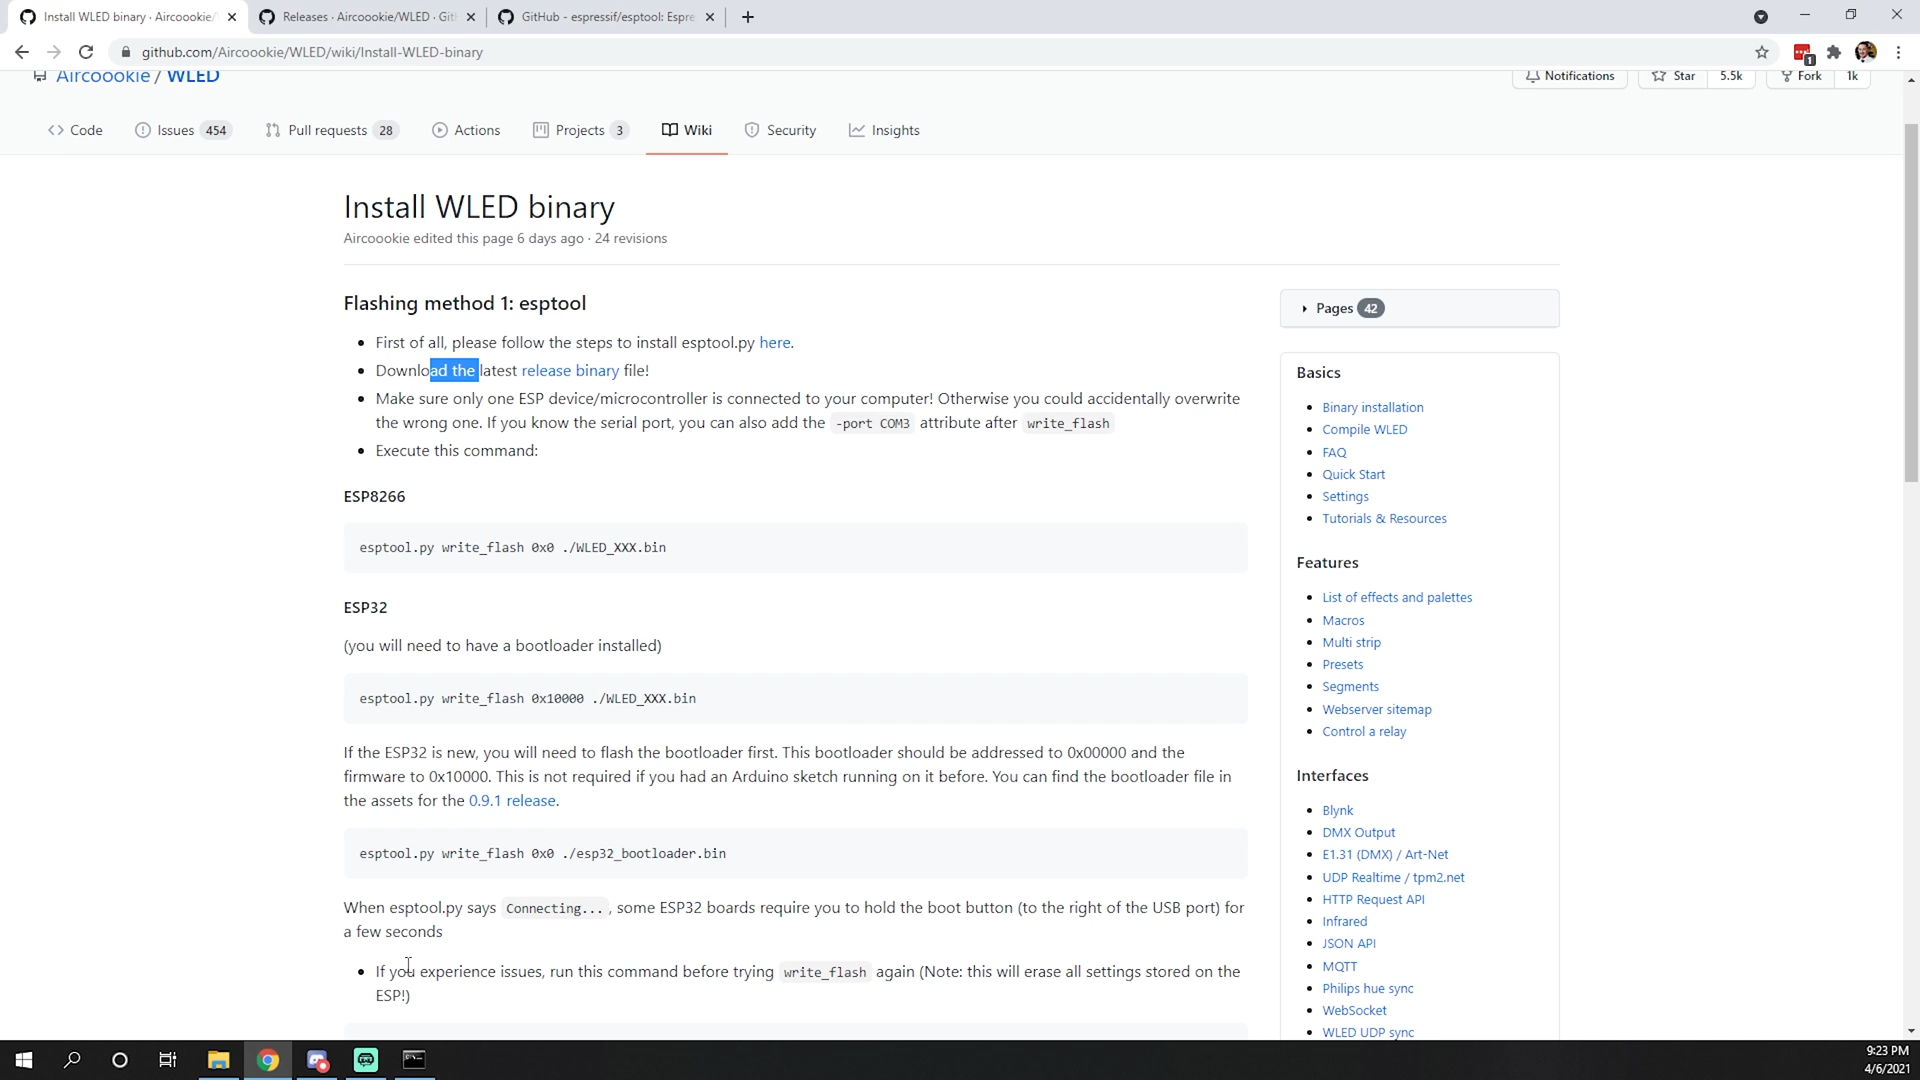 Install WLED binary · Aircoookie/
Releases · Aircoookie/WLED · Git
GitHub - espressif/esptool: Espre
github.com/Aircoookie/WLED/wiki/Install-WLED-binary
1
Aircoookie / WLED
Notifications
Star 5.5k
Fork 1k
Code
Issues 454
Pull requests 28
Actions
Projects 3
Wiki
Security
Insights
Install WLED binary
Aircoookie edited this page 6 days ago · 24 revisions
Flashing method 1: esptool
• First of all, please follow the steps to install esptool.py here.
• Download the latest release binary file!
• Make sure only one ESP device/microcontroller is connected to your computer! Otherwise you could accidentally overwrite
the wrong one. If you know the serial port, you can also add the -port COM3 attribute after write_flash
• Execute this command:
ESP8266
esptool.py write_flash 0x0 ./WLED_XXX.bin
ESP32
(you will need to have a bootloader installed)
esptool.py write_flash 0x10000 ./WLED_XXX.bin
If the ESP32 is new, you will need to flash the bootloader first. This bootloader should be addressed to 0x00000 and the
firmware to 0x10000. This is not required if you had an Arduino sketch running on it before. You can find the bootloader file in
the assets for the 0.9.1 release.
esptool.py write_flash 0x0 ./esp32_bootloader.bin
When esptool.py says Connecting... , some ESP32 boards require you to hold the boot button (to the right of the USB port) for
a few seconds
• If you experience issues, run this command before trying write_flash again (Note: this will erase all settings stored on the
ESP!)
Pages 42
Basics
• Binary installation
• Compile WLED
• FAQ
• Quick Start
• Settings
• Tutorials & Resources
Features
• List of effects and palettes
• Macros
• Multi strip
• Presets
• Segments
• Webserver sitemap
• Control a relay
Interfaces
• Blynk
• DMX Output
• E1.31 (DMX) / Art-Net
• UDP Realtime / tpm2.net
• HTTP Request API
• Infrared
• JSON API
• MQTT
• Philips hue sync
• WebSocket
• WLED UDP sync
9:23 PM
4/6/2021